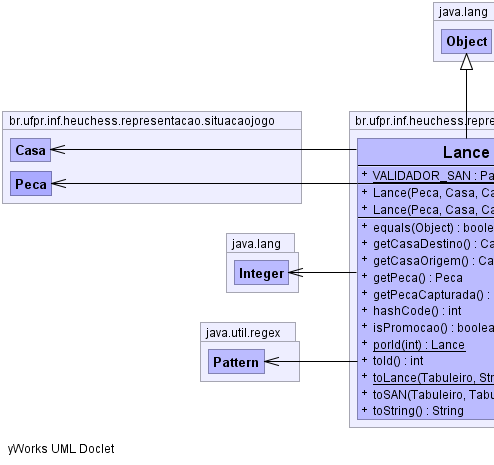 java.lang
Object
br.ufpr.inf.heuchess.representacao.situacaojogo
Casa
Peca
br.ufpr.inf.heuchess.repre
Lance
+ VALIDADOR_SAN : Pa
+ Lance(Peca, Casa, Ca
+ Lance(Peca, Casa, Ca
+ equals(Object) : boole
+ getCasaDestino() : Ca
+ getCasaOrigem() : Ca
+ getPeca() : Peca
+ getPecaCapturada() :
+ hashCode() : int
+ isPromocao() : boolea
+ porId(int) : Lance
+ toId() : int
+ toLance(Tabuleiro, Str
+ toSAN(Tabuleiro, Tabu
+ toString() : String
java.lang
Integer
java.util.regex
Pattern
yWorks UML Doclet